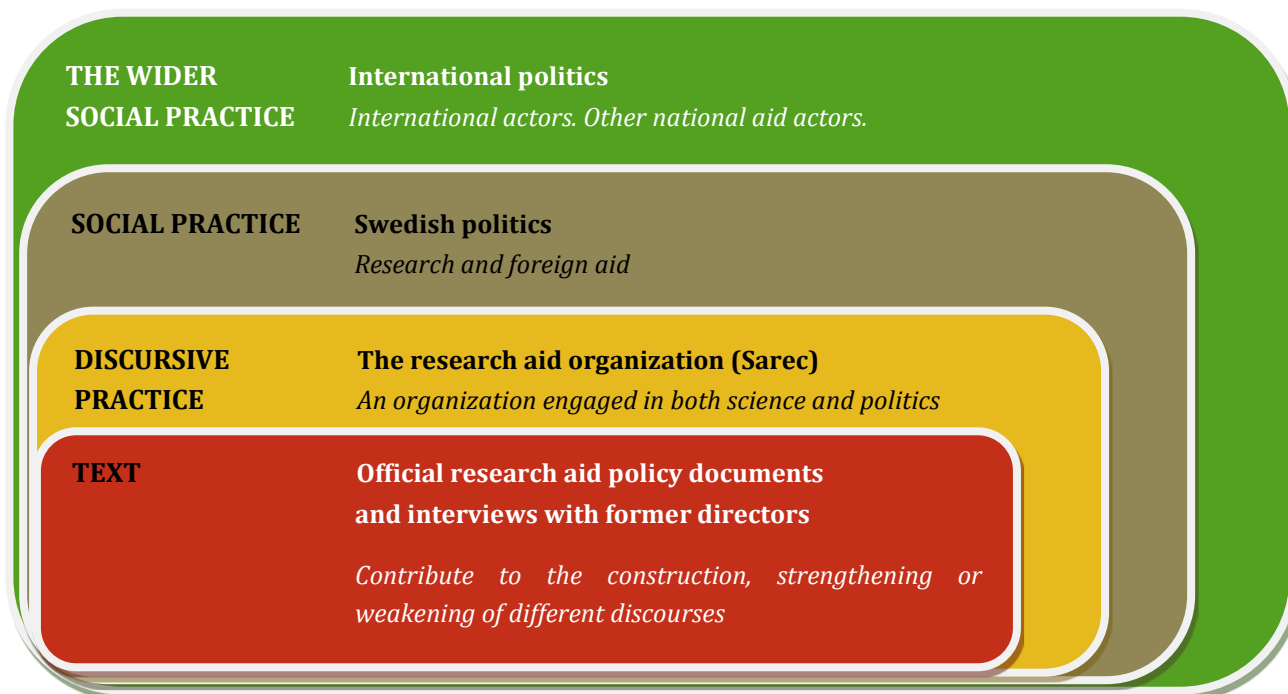 THE WIDER International politics
SOCIAL PRACTICE International actors. Other national aid actors.
SOCIAL PRACTICE Swedish politics
Research and foreign aid
DISCURSIVE The research aid organization (Sarec)
PRACTICE An organization engaged in both science and politics
TEXT Official research aid policy documents
and interviews with former directors
Contribute to the construction, strengthening or
weakening of different discourses